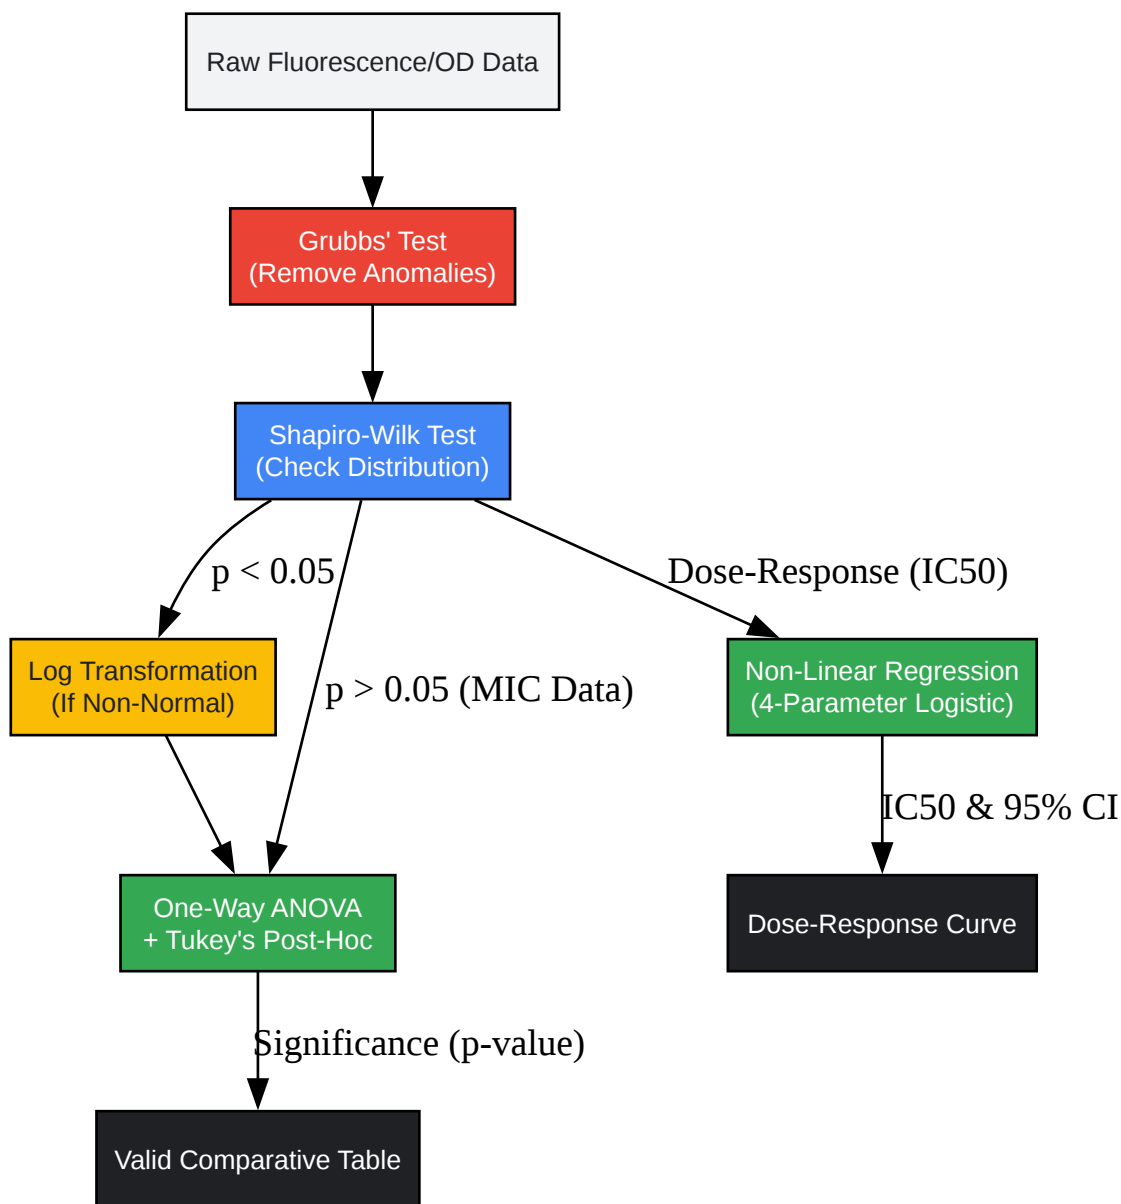 Raw Fluorescence/OD Data
Grubbs' Test
(Remove Anomalies)
Shapiro-Wilk Test
(Check Distribution)
p < 0.05
Dose-Response (IC50)
Log Transformation
(If Non-Normal)
p > 0.05 (MIC Data)
Non-Linear Regression
(4-Parameter Logistic)
IC50 & 95% CI
One-Way ANOVA
+ Tukey's Post-Hoc
Dose-Response Curve
Significance (p-value)
Valid Comparative Table